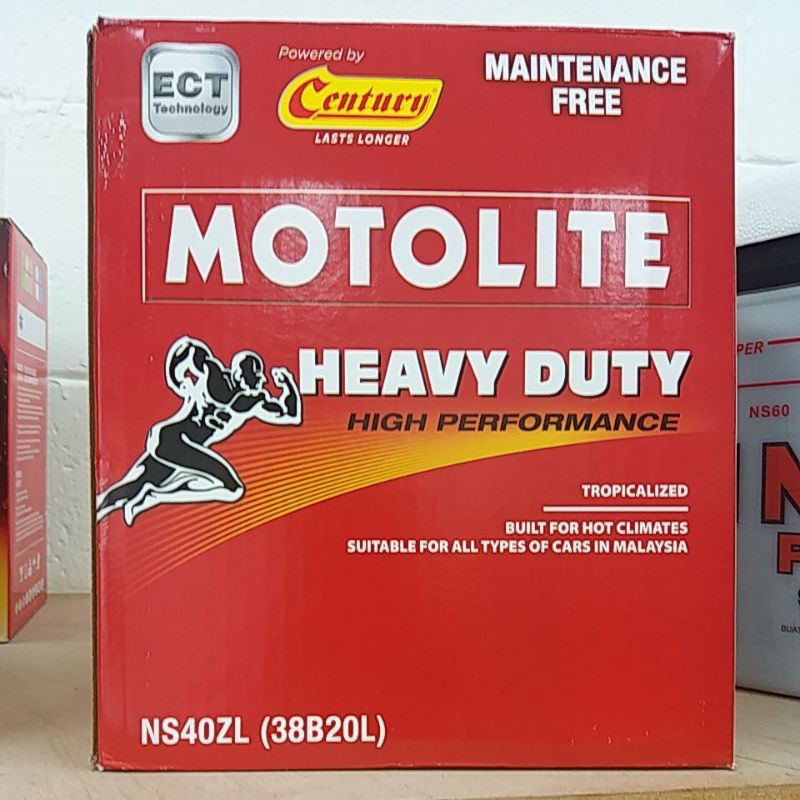 ECT
Technology
Powered by
Century
LASTS LONGER
MAINTENANCE
FREE
MOTOLITE
HEAVY DUTY
HIGH PERFORMANCE
TROPICALIZED
BUILT FOR HOT CLIMATES
SUITABLE FOR ALL TYPES OF CARS IN MALAYSIA
NS40ZL (38B20L)
PER
NS60